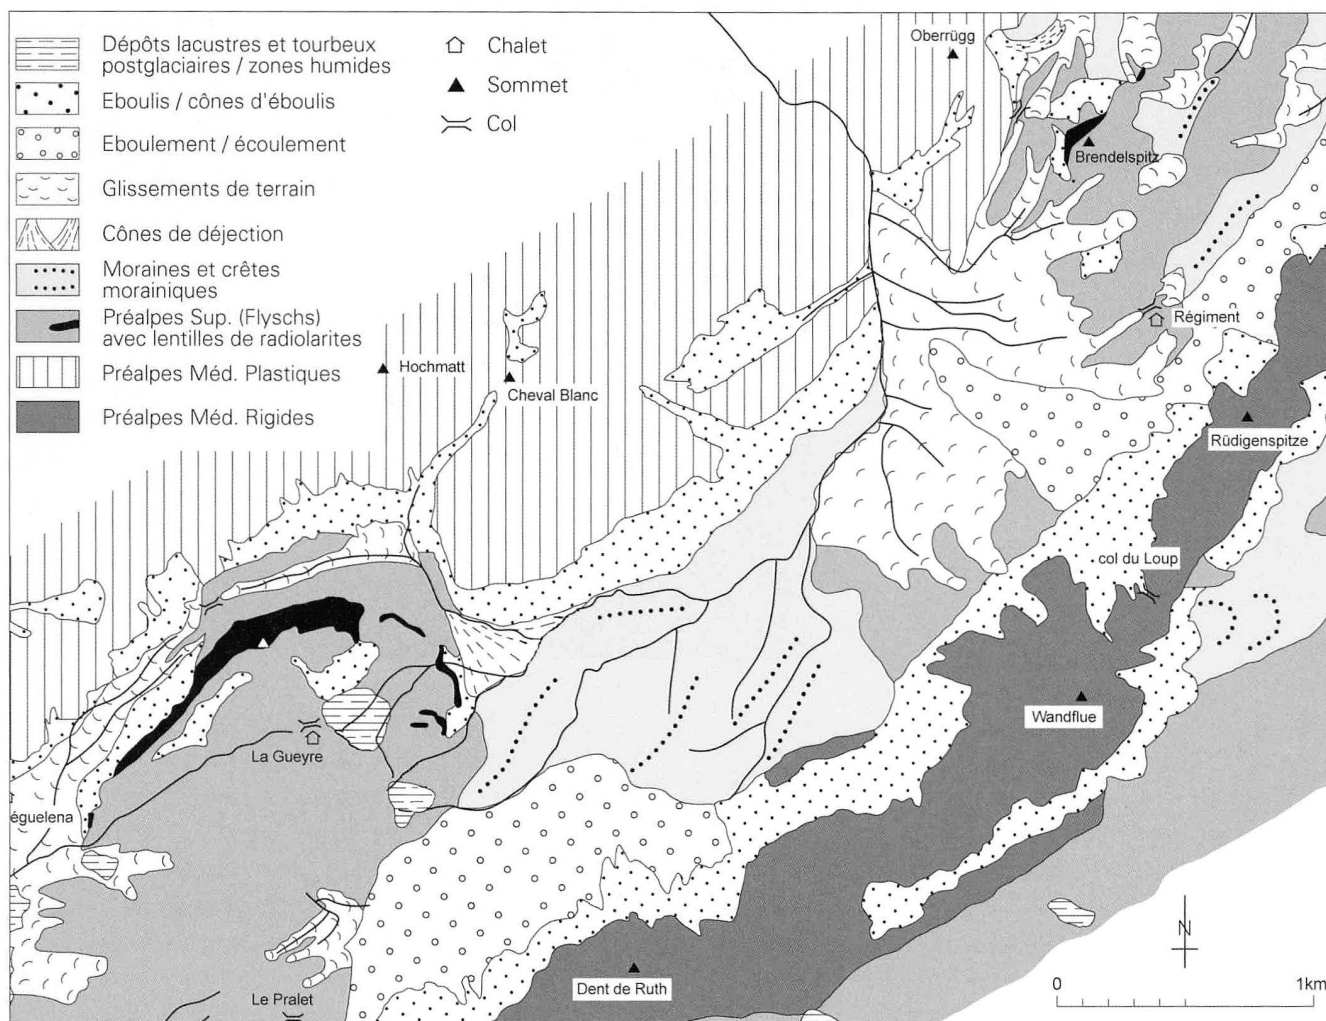 Dépôts lacustres et tourbeux
postglaciaires / zones humides
Eboulis / cônes d'éboulis
Eboulement / écoulement
Glissements de terrain
Cônes de déjection
Moraines et crêtes
morainiques
Préalpes Sup. (Flyschs)
avec lentilles de radiolarites
Préalpes Méd. Plastiques
Préalpes Méd. Rigides
Chalet
Sommet
Col
Oberrügg
Brendelspitz
Régiment
Hochmatt
Cheval Blanc
Rüdigenspitze
col du Loup
Wandflue
La Gueyre
éguelena
Dent de Ruth
Le Pralet
N
0 1km